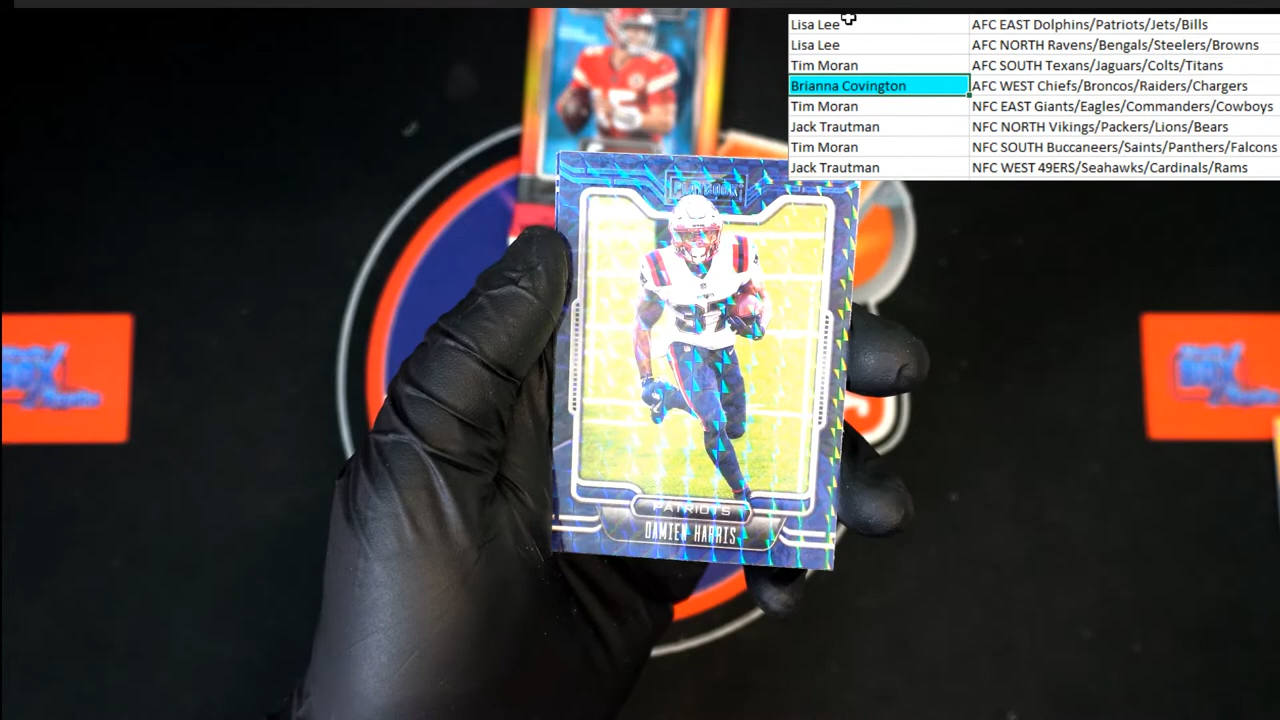 Lisa Lee AFC EAST Dolphins/Patriots/Jets/Bills
Lisa Lee AFC NORTH Ravens/Bengals/Steelers/Browns
Tim Moran AFC SOUTH Texans/Jaguars/Colts/Titans
Brianna Covington AFC WEST Chiefs/Broncos/Raiders/Chargers
Tim Moran NFC EAST Giants/Eagles/Commanders/Cowboys
Jack Trautman NFC NORTH Vikings/Packers/Lions/Bears
Tim Moran NFC SOUTH Buccaneers/Saints/Panthers/Falcons
Jack Trautman NFC WEST 49ERS/Seahawks/Cardinals/Rams
15
PLAYBOOK
37
PATRIOTS
DAMIEN HARRIS